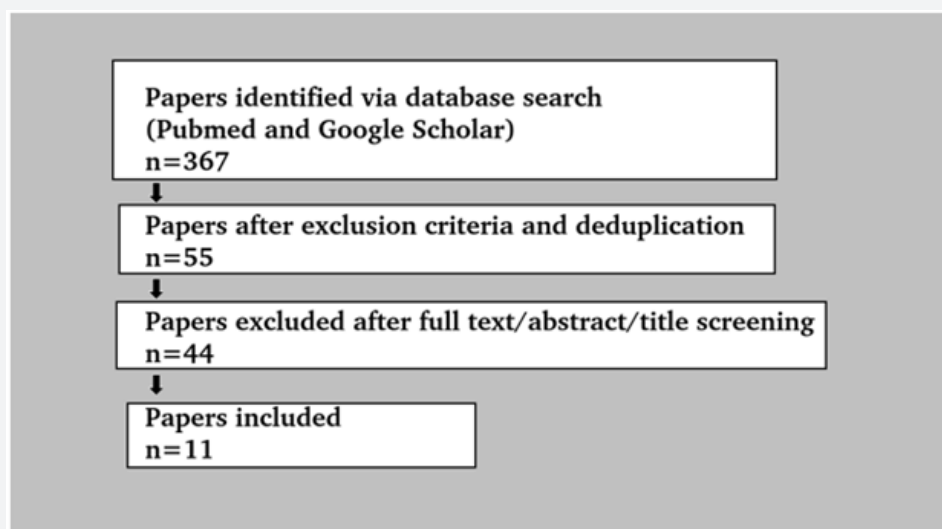 Papers identified via database search
(Pubmed and Google Scholar)
n=367
Papers after exclusion criteria and deduplication
n=55
Papers excluded after full text/abstract/title screening
n=44
Papers included
n=11